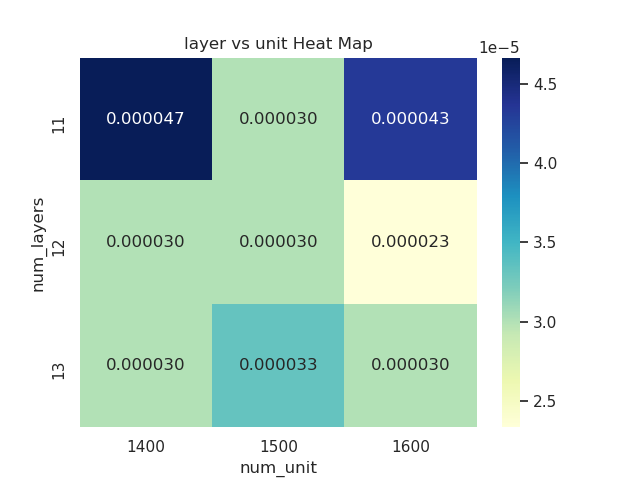 layer vs unit Heat Map
1e−5
0.000047 0.000030 0.000043
0.000030 0.000030 0.000023
0.000030 0.000033 0.000030
11
12
13
num_layers
1400 1500 1600
num_unit
4.5
4.0
3.5
3.0
2.5